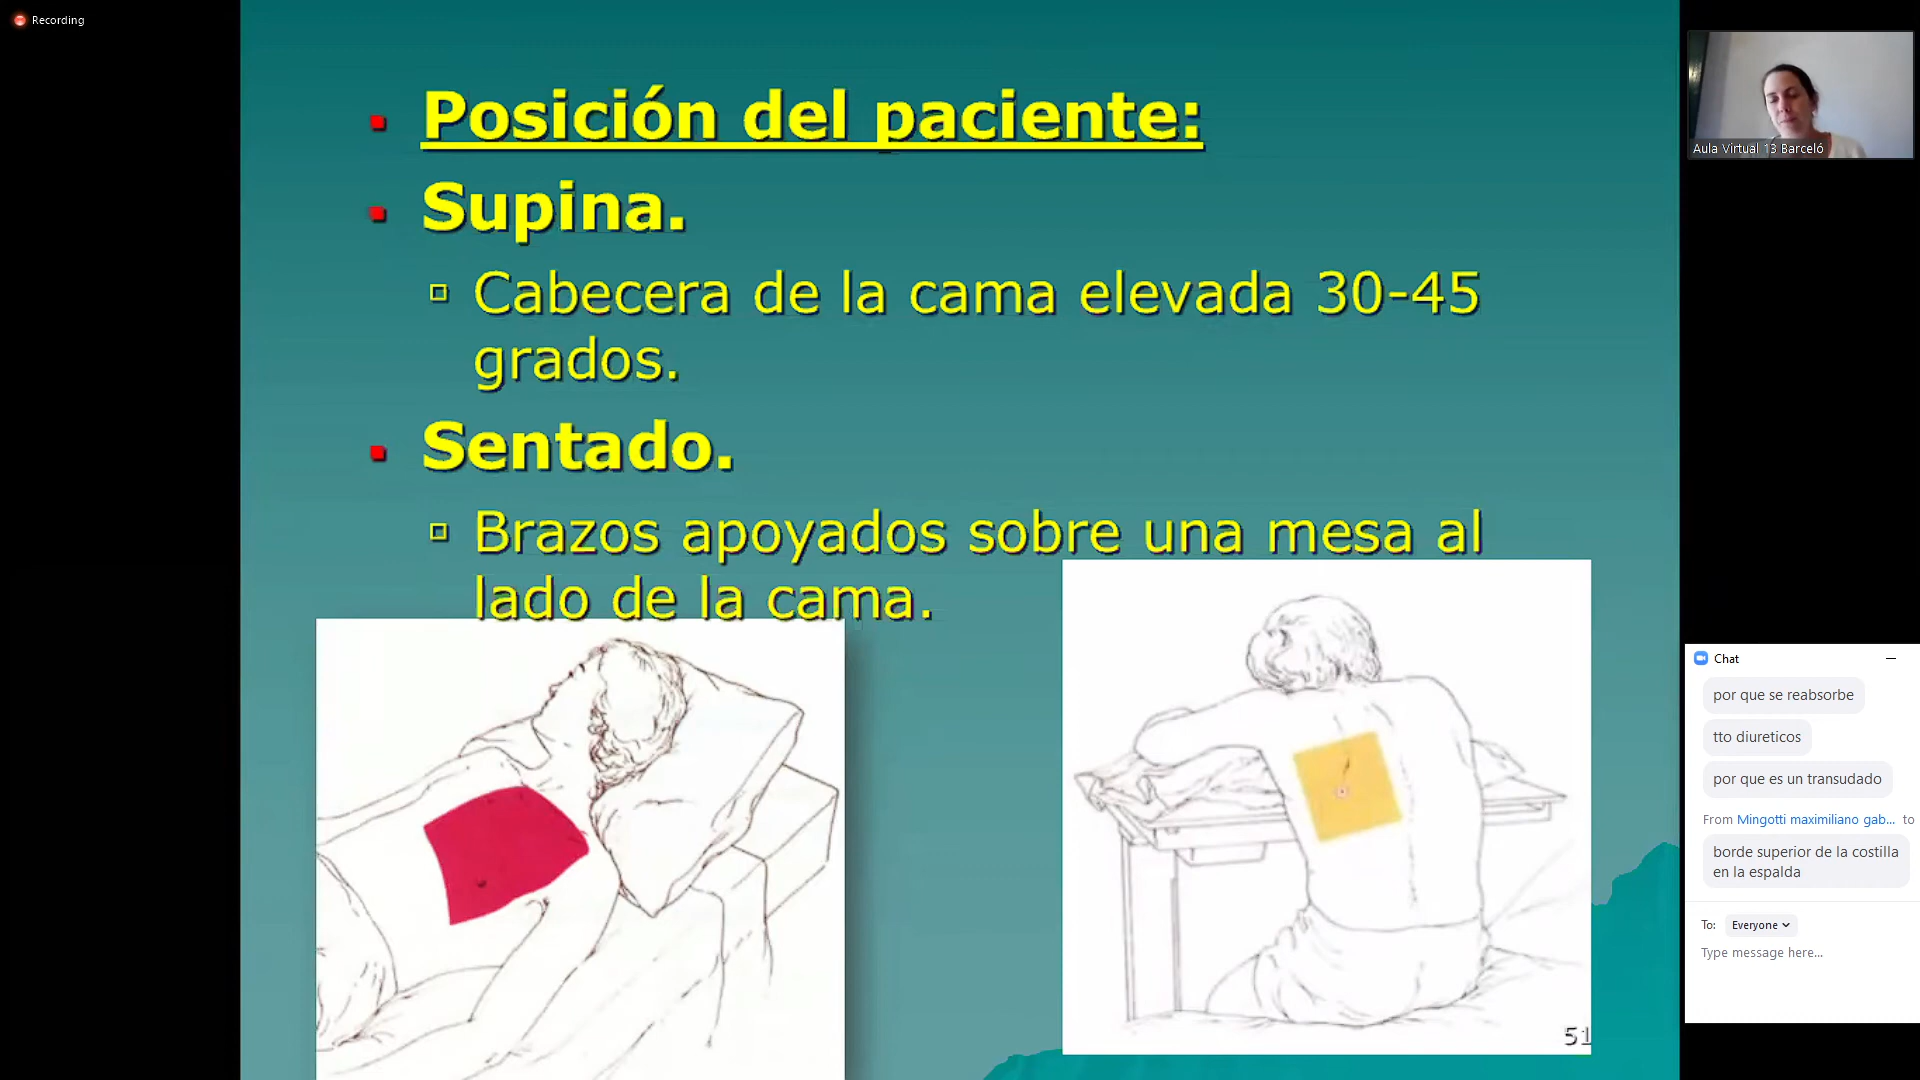 Recording
Posición del paciente:
Supina.
Cabecera de la cama elevada 30-45
grados.
Sentado.
Brazos apoyados sobre una mesa al
lado de la cama.
51
Aula Virtual 13 Barceló
Chat
por que se reabsorbe
tto diureticos
por que es un transudado
From Mingotti maximiliano gab... to
borde superior de la costilla
en la espalda
To: Everyone
Type message here...